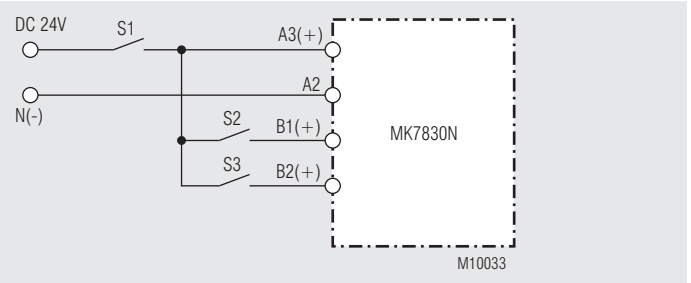 DC 24V
S1
A3(+)
A2
N(-)
S2
B1(+)
MK7830N
S3
B2(+)
M10033